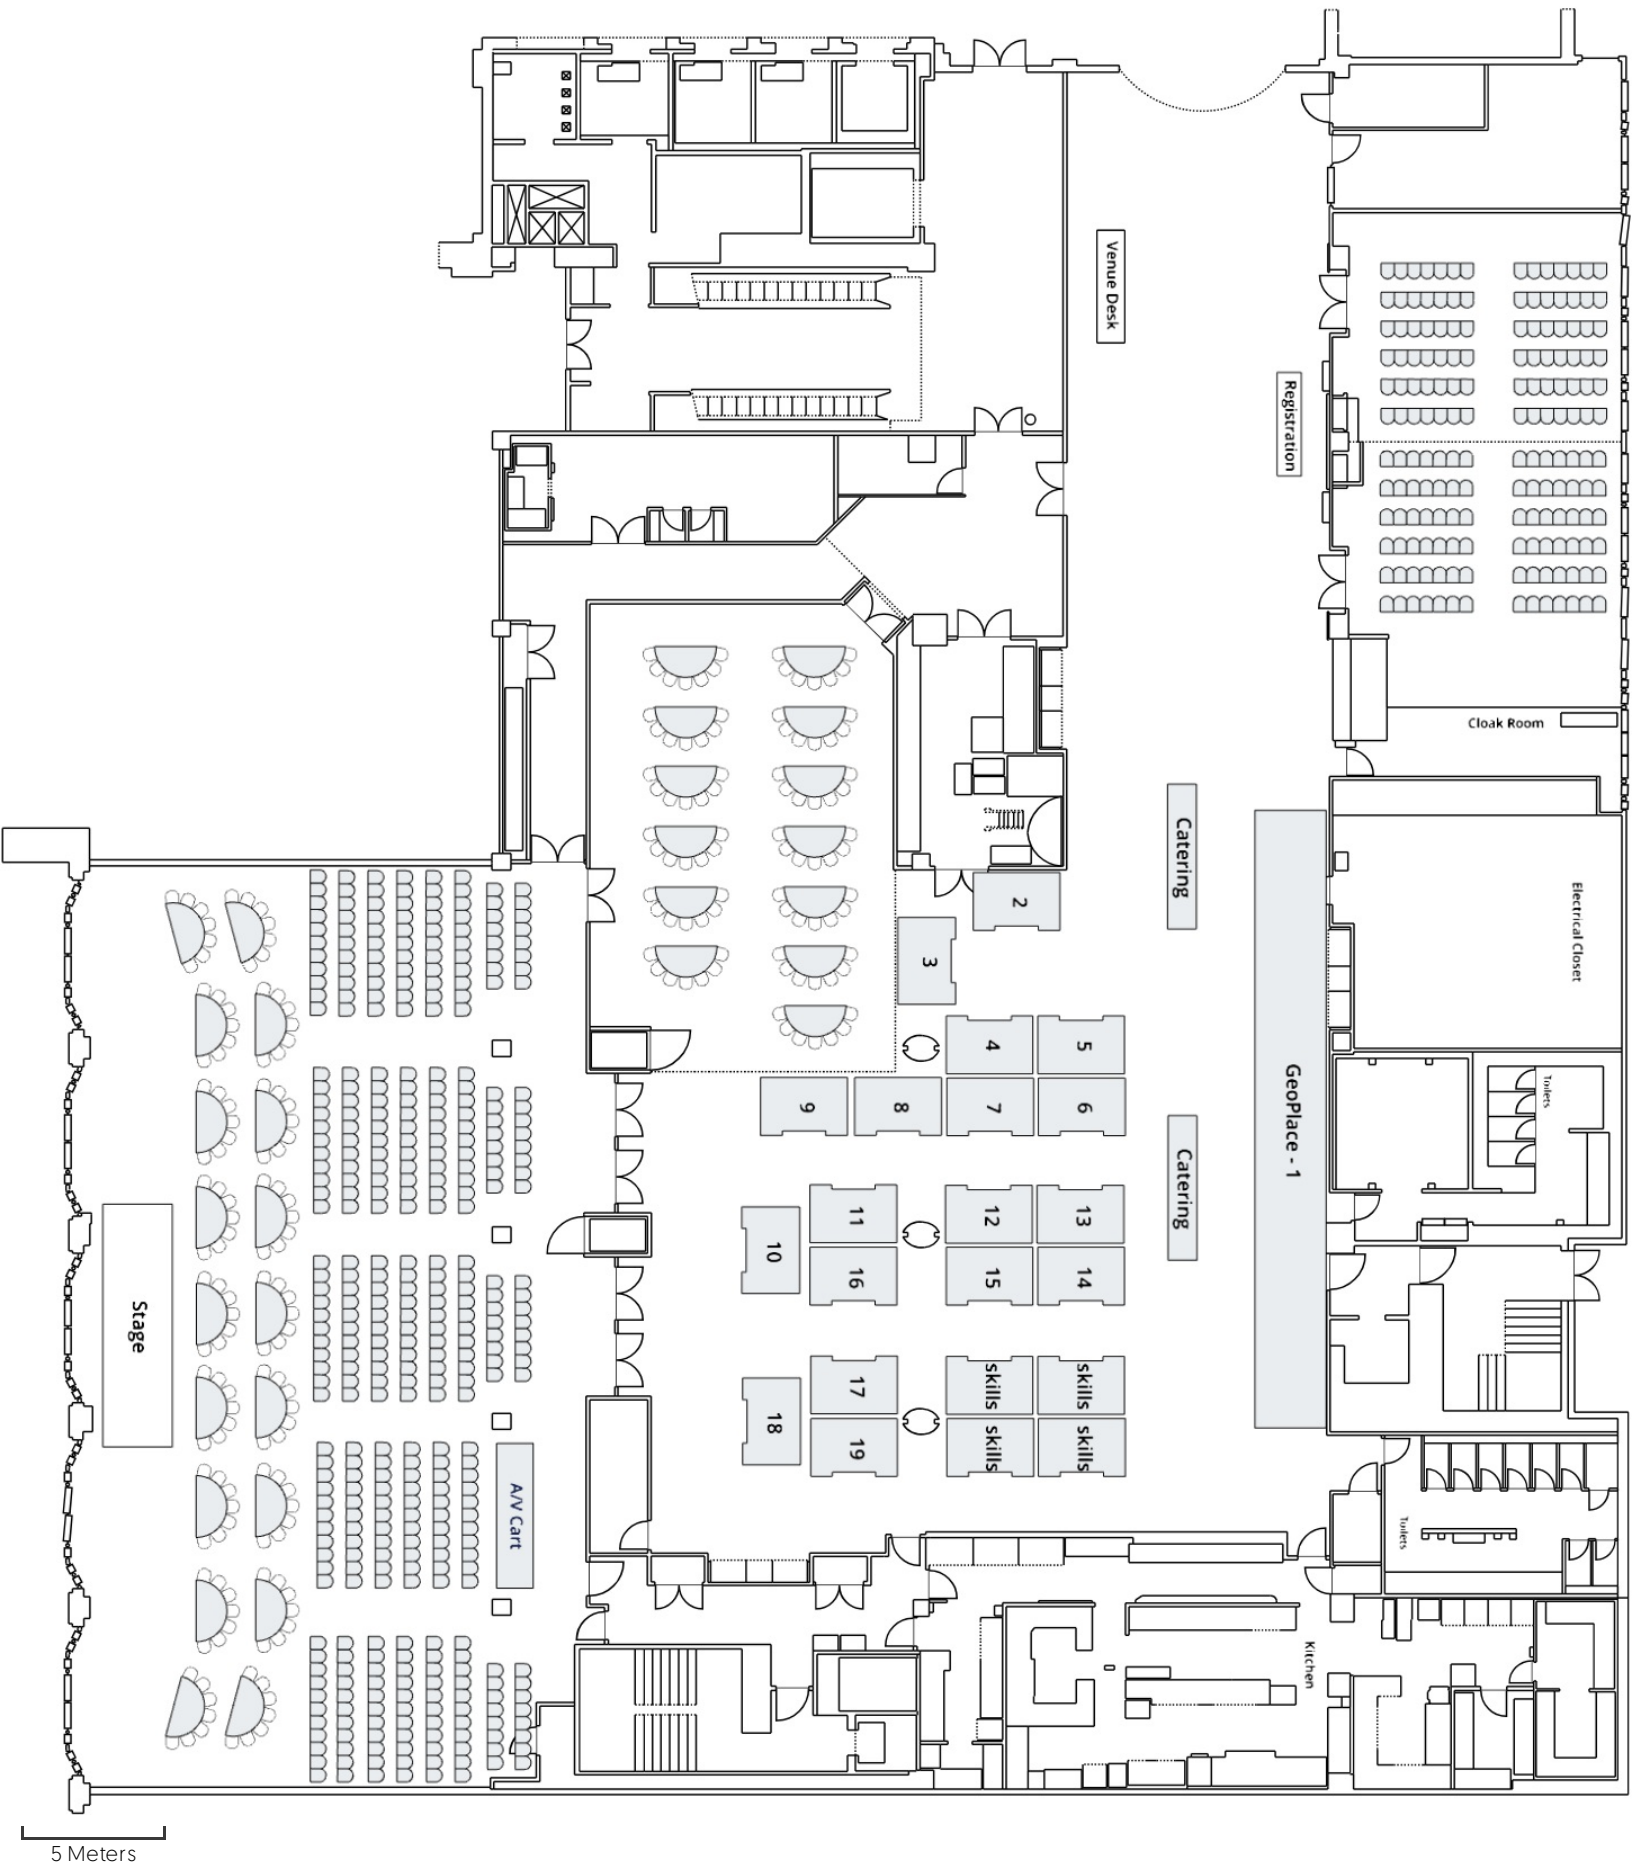 Venue Desk
Registration
Cloak Room
Catering
Electrical Closet
2
3
GeoPlace - 1
4
5
Toilets
9
8
7
6
Catering
11
12
13
10
16
15
14
Stage
17
skills
skills
18
19
skills
skills
A/V Cart
Toilets
Kitchen
5 Meters